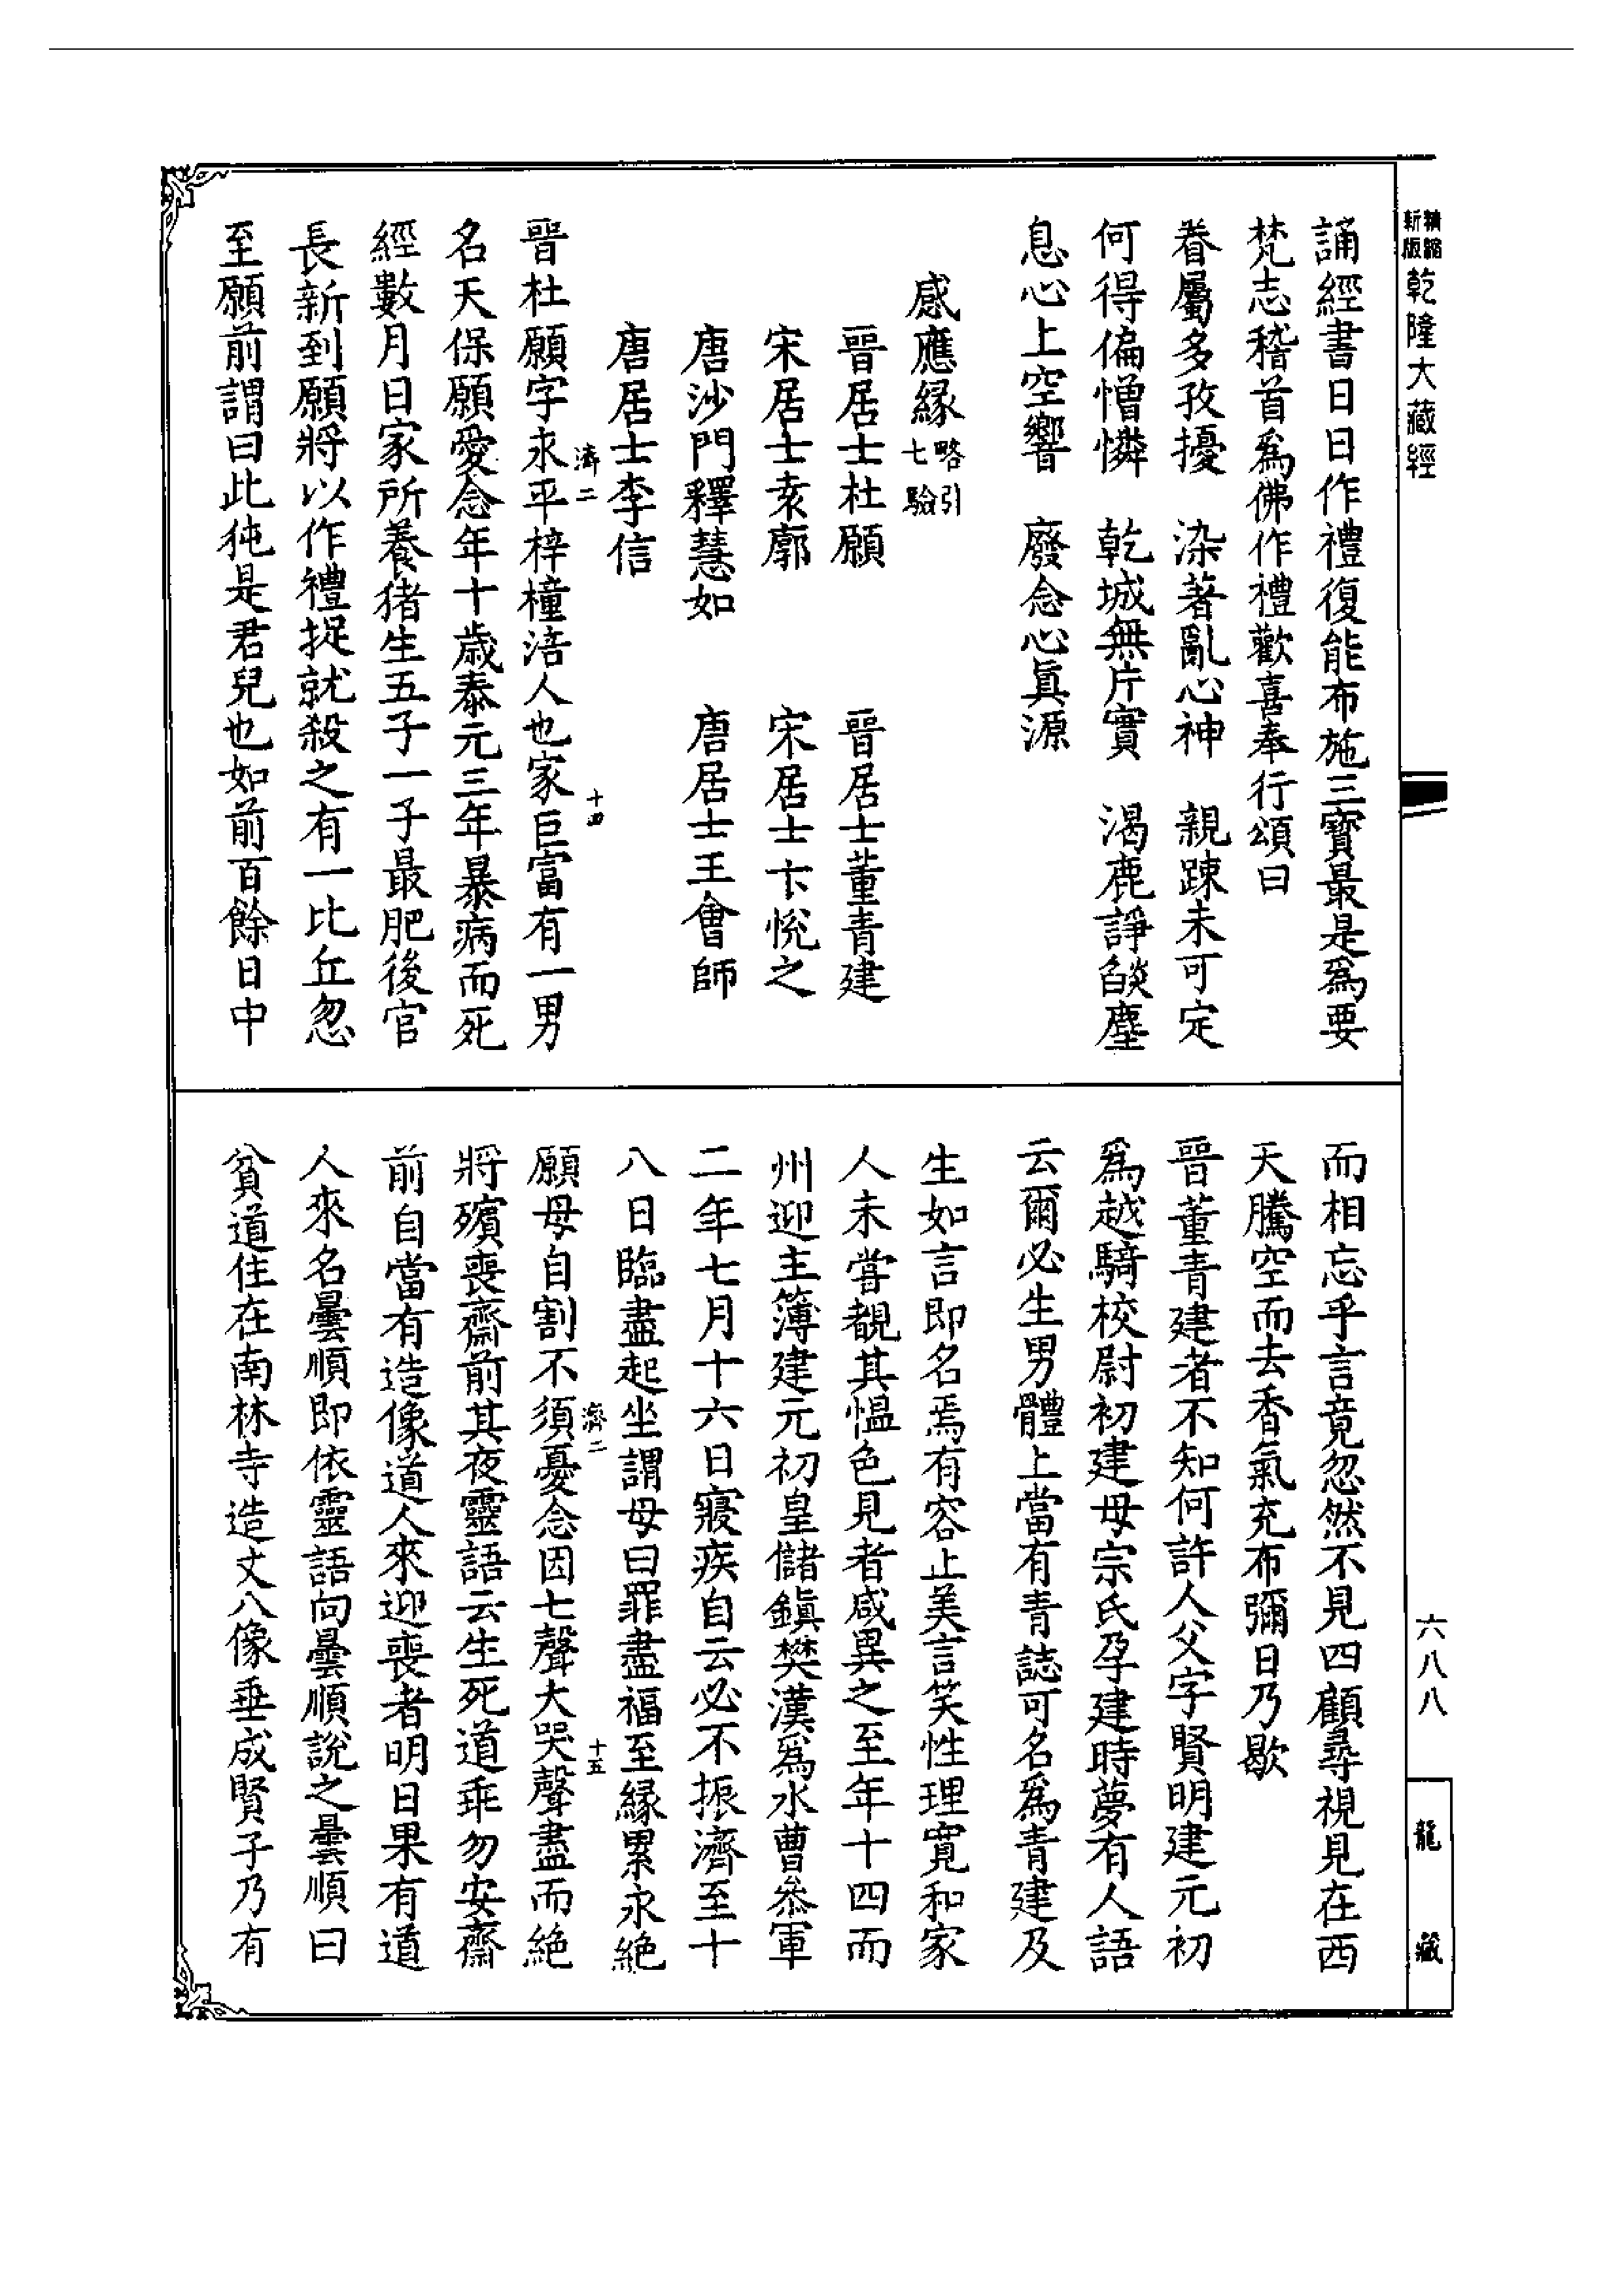 精縮新版乾隆大藏經
誦經書日日作禮復能布施三寶最是爲要
梵志稽首爲佛作禮歡喜奉行頌曰
眷屬多孜擾　染著亂心神　親踈未可定
何得偏憎憐　乾城無片實　渴鹿諍餤塵
息心上空響　廢念心眞源
感應縁略引七驗
晉居士杜願　晉居士董青建
宋居士袁廓　宋居士卞悅之
唐沙門釋慧如　唐居士王會師
唐居士李信
濟二　十四
晉杜願字永平梓橦涪人也家巨富有一男
名天保願愛念年十歲泰元三年暴病而死
經數月日家所養猪生五子一子最肥後官
長新到願將以作禮捉就殺之有一比丘忽
至願前謂曰此㹠是君兒也如前百餘日中
而相忘乎言竟忽然不見四顧尋視見在西
天騰空而去香氣充布彌日乃歇
晉董青建者不知何許人父字賢明建元初
爲越騎校尉初建母宗氏孕建時夢有人語
云爾必生男體上當有青誌可名爲青建及
生如言即名焉有容止美言笑性理寬和家
人未嘗覩其愠色見者咸異之至年十四而
州迎主簿建元初皇儲鎭樊漢爲水曹叅軍
二年七月十六日寢疾自云必不振濟至十
八日臨盡起坐謂母曰罪盡福至縁累永絶
願母自割不須憂念因七聲大哭聲盡而絶
濟二　十五
將殯喪齋前其夜靈語云生死道乖勿安齋
前自當有造像道人來迎喪者明日果有道
人來名曇順即依靈語向曇順說之曇順曰
貧道住在南林寺造丈八像垂成賢子乃有
六八八
龍藏